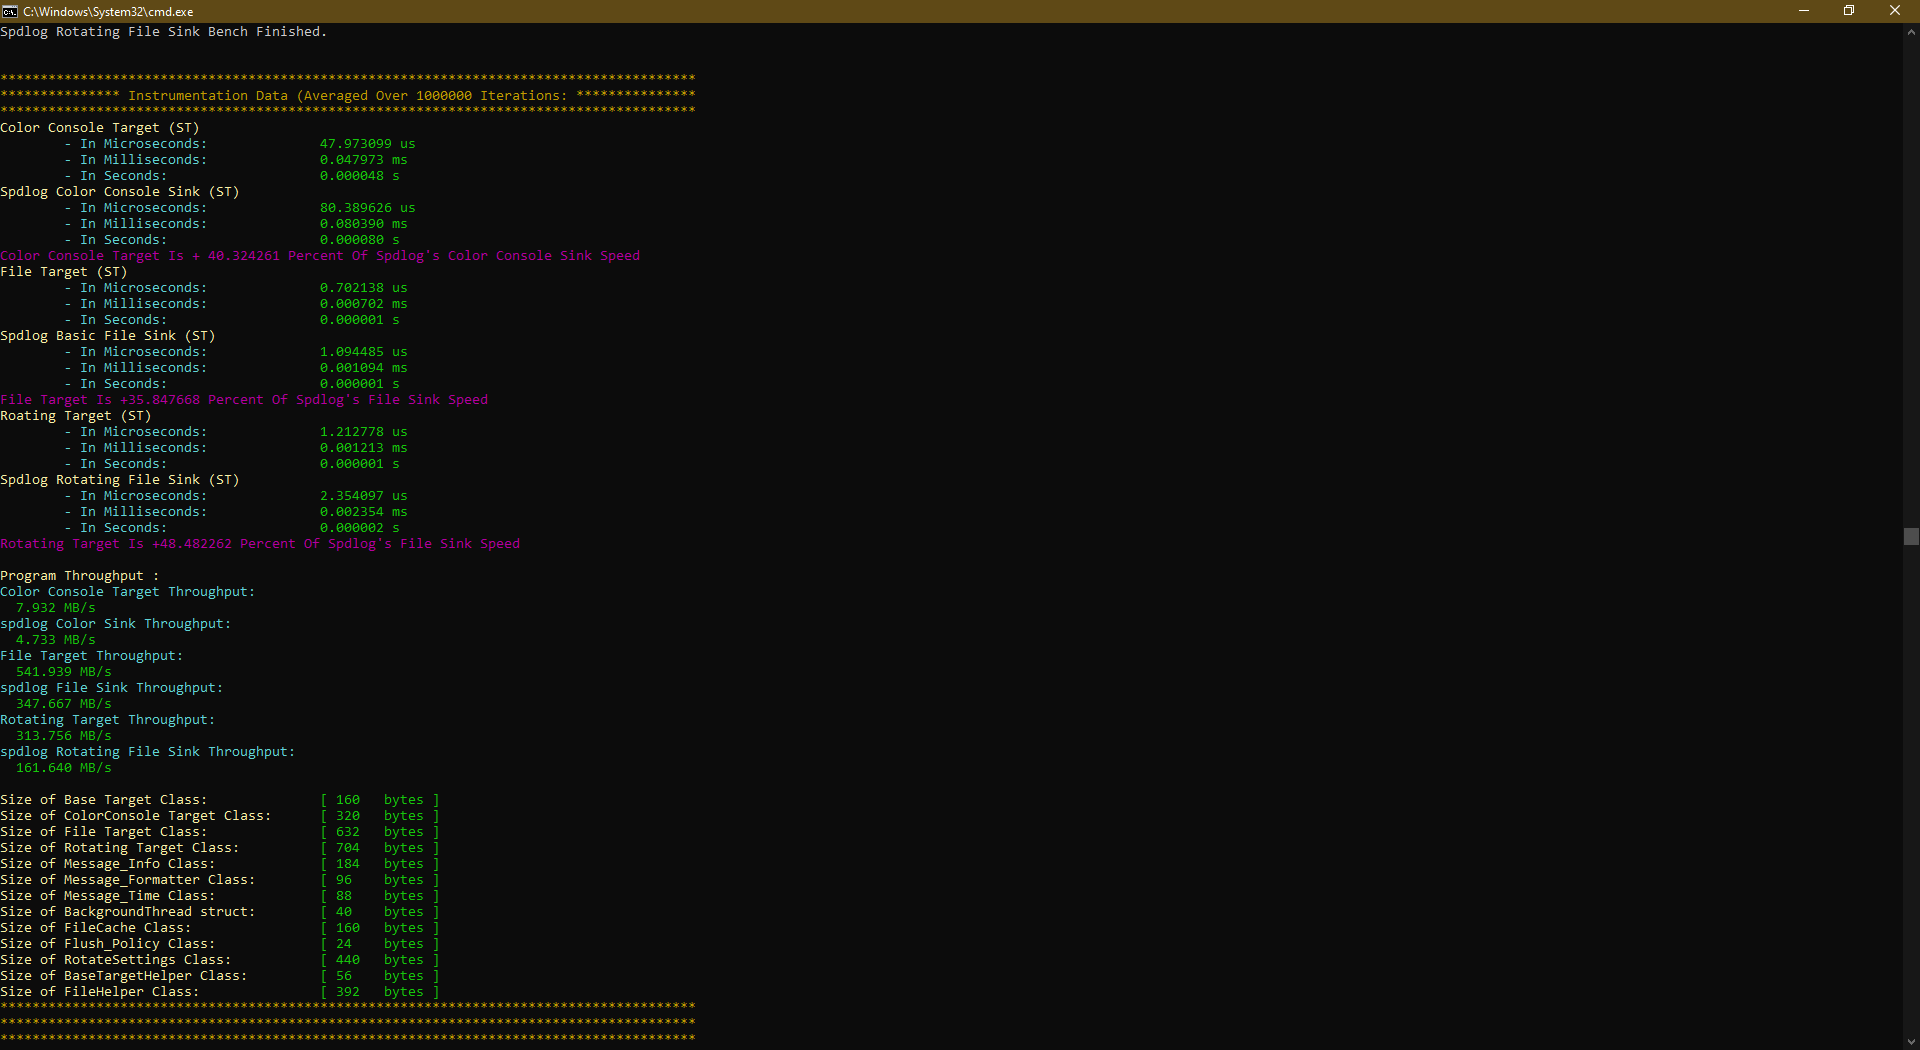 C:\Windows\System32\cmd.exe
Spdlog Rotating File Sink Bench Finished.
***************************************************************************************
*************** Instrumentation Data (Averaged Over 1000000 Iterations: ***************
***************************************************************************************
Color Console Target (ST)
- In Microseconds: 47.973099 us
- In Milliseconds: 0.047973 ms
- In Seconds: 0.000048 s
Spdlog Color Console Sink (ST)
- In Microseconds: 80.389626 us
- In Milliseconds: 0.080390 ms
- In Seconds: 0.000080 s
Color Console Target Is + 40.324261 Percent Of Spdlog's Color Console Sink Speed
File Target (ST)
- In Microseconds: 0.702138 us
- In Milliseconds: 0.000702 ms
- In Seconds: 0.000001 s
Spdlog Basic File Sink (ST)
- In Microseconds: 1.094485 us
- In Milliseconds: 0.001094 ms
- In Seconds: 0.000001 s
File Target Is +35.847668 Percent Of Spdlog's File Sink Speed
Roating Target (ST)
- In Microseconds: 1.212778 us
- In Milliseconds: 0.001213 ms
- In Seconds: 0.000001 s
Spdlog Rotating File Sink (ST)
- In Microseconds: 2.354097 us
- In Milliseconds: 0.002354 ms
- In Seconds: 0.000002 s
Rotating Target Is +48.482262 Percent Of Spdlog's File Sink Speed
Program Throughput :
Color Console Target Throughput:
7.932 MB/s
spdlog Color Sink Throughput:
4.733 MB/s
File Target Throughput:
541.939 MB/s
spdlog File Sink Throughput:
347.667 MB/s
Rotating Target Throughput:
313.756 MB/s
spdlog Rotating File Sink Throughput:
161.640 MB/s
Size of Base Target Class: [ 160 bytes ]
Size of ColorConsole Target Class: [ 320 bytes ]
Size of File Target Class: [ 632 bytes ]
Size of Rotating Target Class: [ 704 bytes ]
Size of Message_Info Class: [ 184 bytes ]
Size of Message_Formatter Class: [ 96 bytes ]
Size of Message_Time Class: [ 88 bytes ]
Size of BackgroundThread struct: [ 40 bytes ]
Size of FileCache Class: [ 160 bytes ]
Size of Flush_Policy Class: [ 24 bytes ]
Size of RotateSettings Class: [ 440 bytes ]
Size of BaseTargetHelper Class: [ 56 bytes ]
Size of FileHelper Class: [ 392 bytes ]
***************************************************************************************
***************************************************************************************
***************************************************************************************